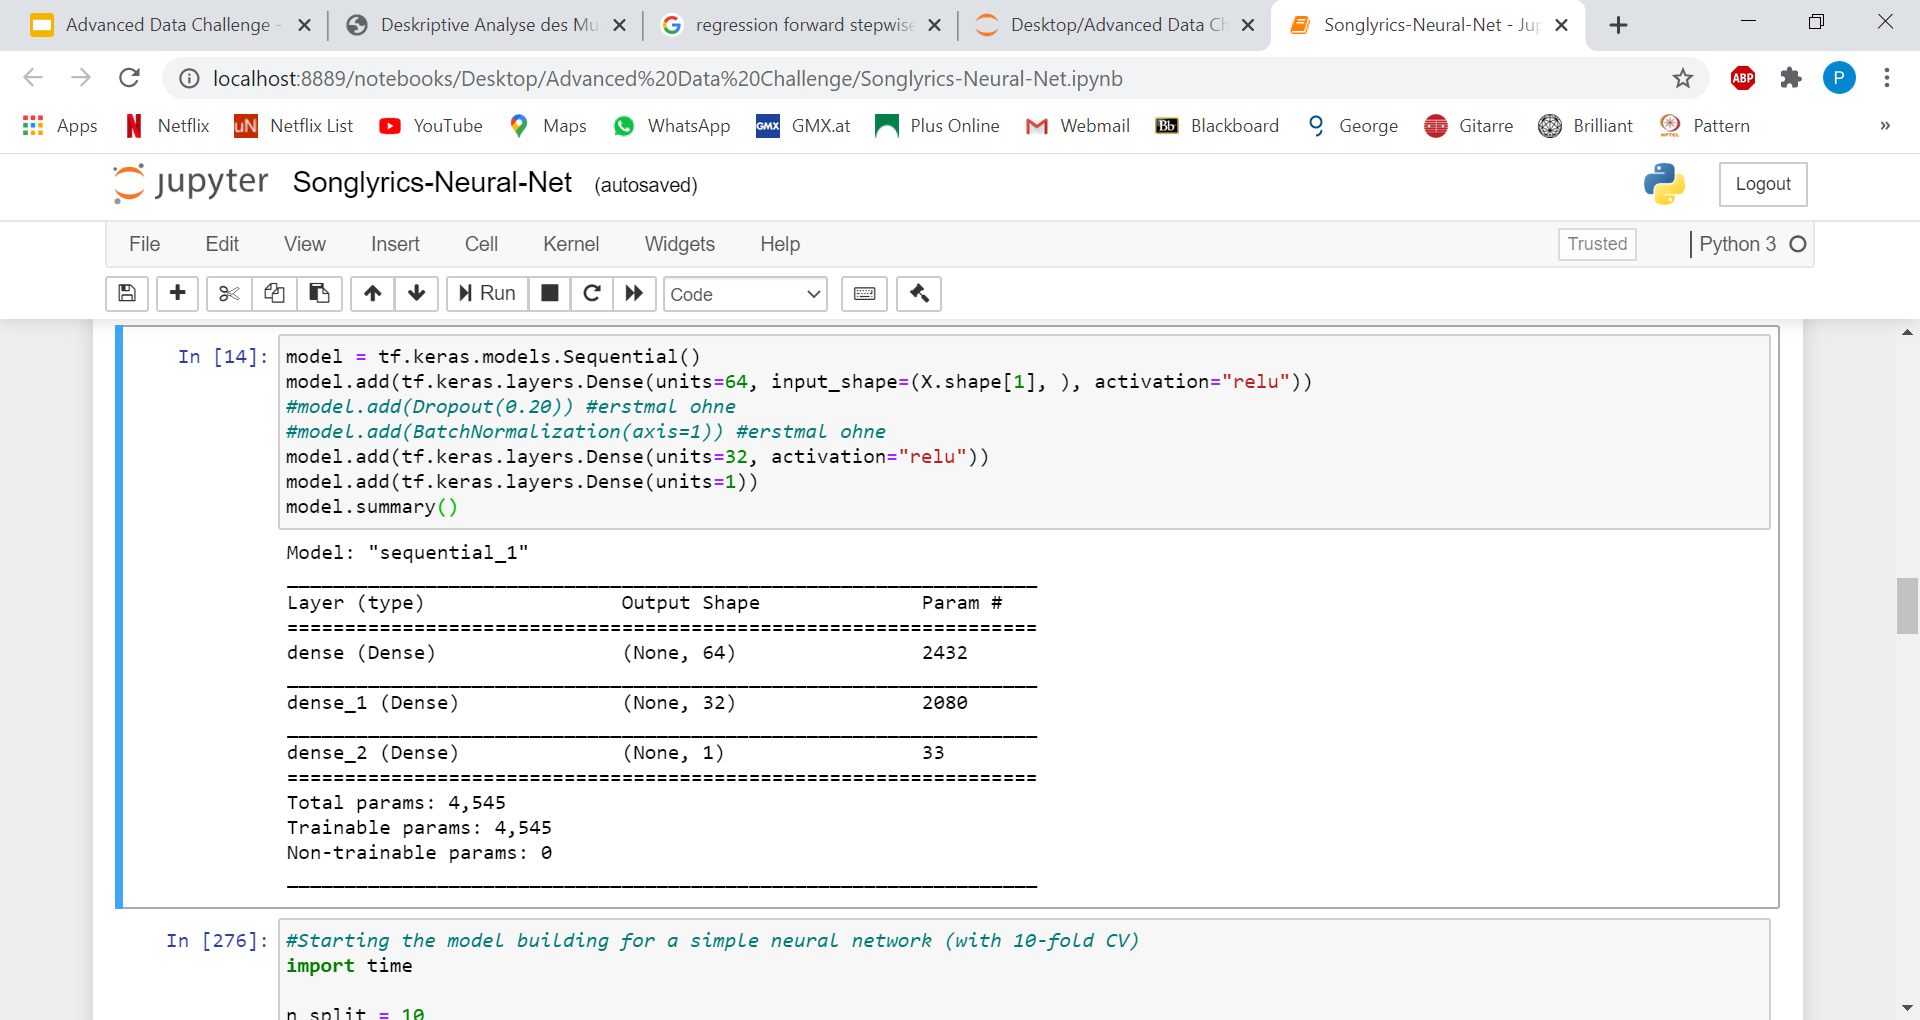 Advanced Data Challenge -
Deskriptive Analyse des Mu
regression forward stepwise
Desktop/Advanced Data Ch
Songlyrics-Neural-Net - Jup
localhost:8889/notebooks/Desktop/Advanced%20Data%20Challenge/Songlyrics-Neural-Net.ipynb
ABP
P
Apps
Netflix
uN Netflix List
YouTube
Maps
WhatsApp
GMX GMX.at
Plus Online
Webmail
Bb Blackboard
George
Gitarre
Brilliant
NPTEL Pattern
»
jupyter Songlyrics-Neural-Net (autosaved)
Logout
File Edit View Insert Cell Kernel Widgets Help
Trusted
Python 3
Run
Code
In [14]:
model = tf.keras.models.Sequential()
model.add(tf.keras.layers.Dense(units=64, input_shape=(X.shape[1], ), activation="relu"))
#model.add(Dropout(0.20)) #erstmal ohne
#model.add(BatchNormalization(axis=1)) #erstmal ohne
model.add(tf.keras.layers.Dense(units=32, activation="relu"))
model.add(tf.keras.layers.Dense(units=1))
model.summary()
Model: "sequential_1"
_________________________________________________________________
Layer (type) Output Shape Param #
=================================================================
dense (Dense) (None, 64) 2432
_________________________________________________________________
dense_1 (Dense) (None, 32) 2080
_________________________________________________________________
dense_2 (Dense) (None, 1) 33
=================================================================
Total params: 4,545
Trainable params: 4,545
Non-trainable params: 0
_________________________________________________________________
In [276]:
#Starting the model building for a simple neural network (with 10-fold CV)
import time
n_split = 10